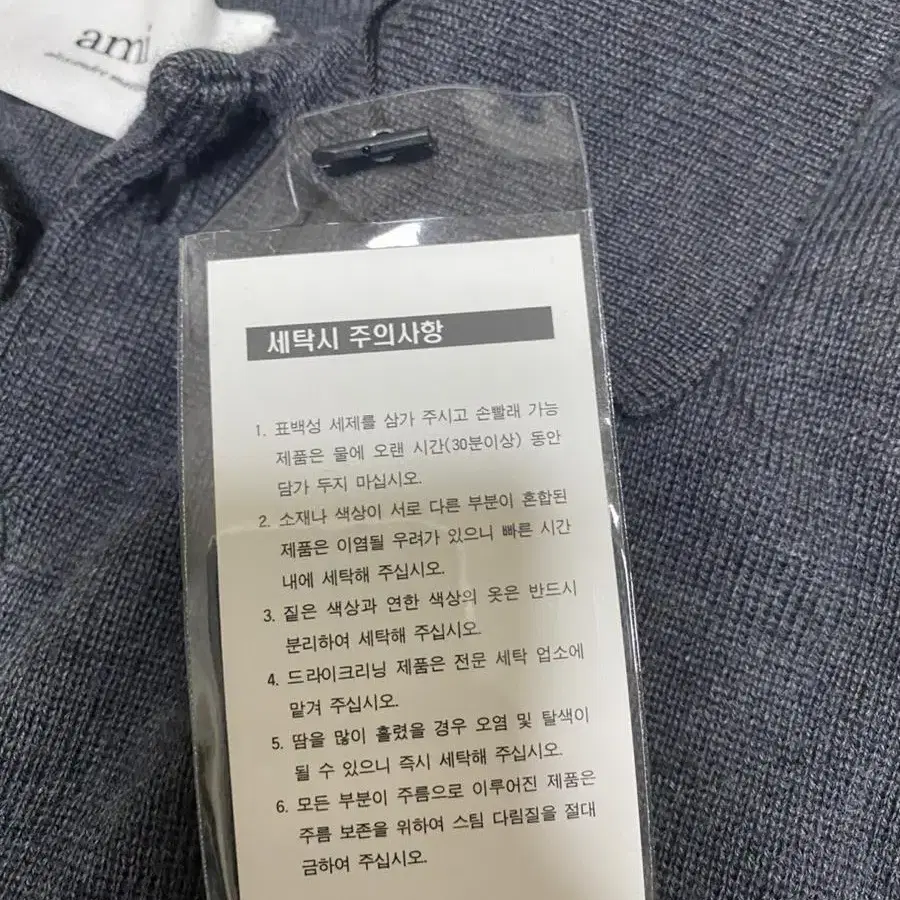 ami
세탁시 주의사항
1. 표백성 세제를 삼가 주시고 손빨래 가능
제품은 물에 오랜 시간(30분이상) 동안
담가 두지 마십시오.
2. 소재나 색상이 서로 다른 부분이 혼합된
제품은 이염될 우려가 있으니 빠른 시간
내에 세탁해 주십시오.
3. 짙은 색상과 연한 색상의 옷은 반드시
분리하여 세탁해 주십시오.
4. 드라이크리닝 제품은 전문 세탁 업소에
맡겨 주십시오.
5. 땀을 많이 흘렸을 경우 오염 및 탈색이
될 수 있으니 즉시 세탁해 주십시오.
6. 모든 부분이 주름으로 이루어진 제품은
주름 보존을 위하여 스팀 다림질을 절대
금하여 주십시오.